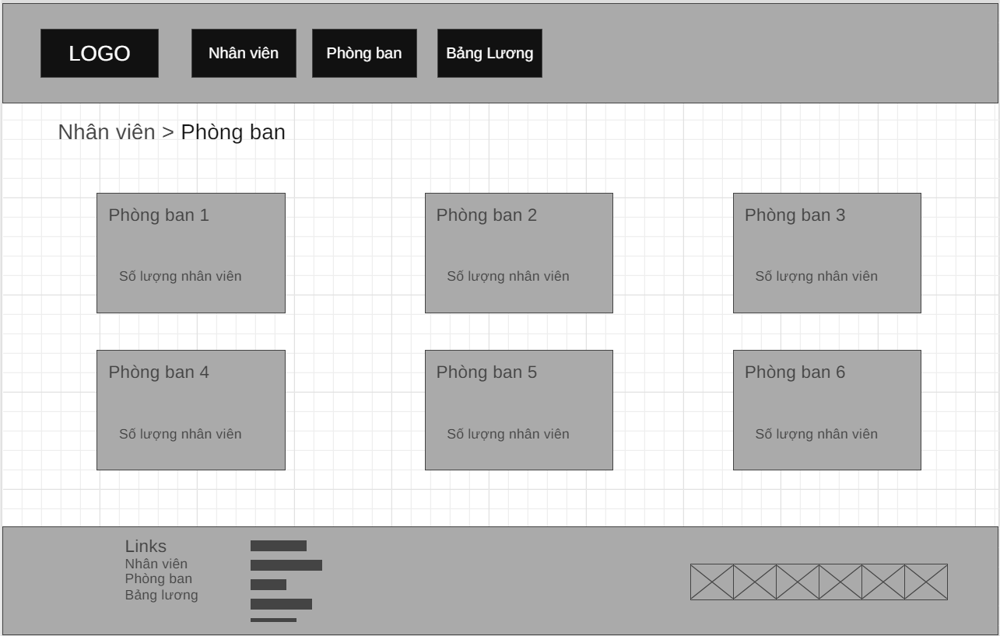 LOGO
Nhân viên
Phòng ban
Bảng Lương
Nhân viên > Phòng ban
Phòng ban 1
Phòng ban 2
Phòng ban 3
Số lượng nhân viên
Số lượng nhân viên
Số lượng nhân viên
Phòng ban 4
Phòng ban 5
Phòng ban 6
Số lượng nhân viên
Số lượng nhân viên
Số lượng nhân viên
Links
Nhân viên
Phòng ban
Bảng lương